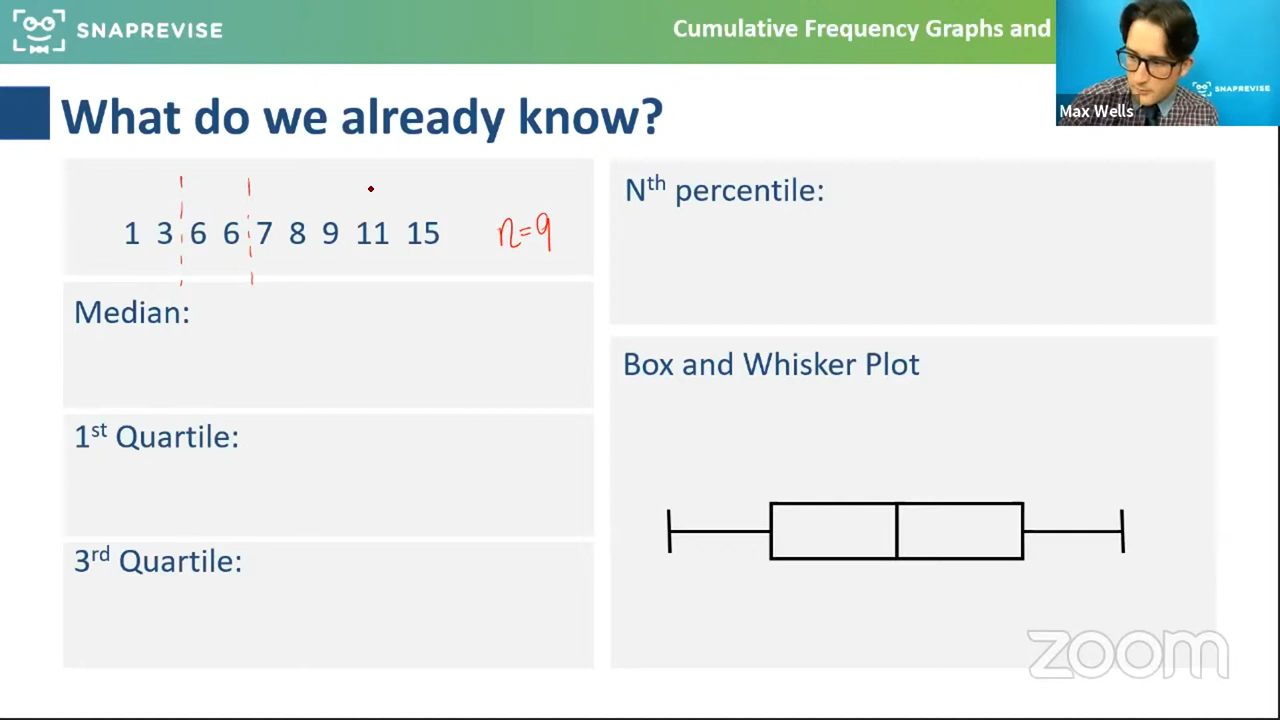 SNAPREVISE
Cumulative Frequency Graphs and
SNAPREVISE
Max Wells
What do we already know?
1 3 6 6 7 8 9 11 15 n=9
Median:
1st Quartile:
3rd Quartile:
Nth percentile:
Box and Whisker Plot
zoom